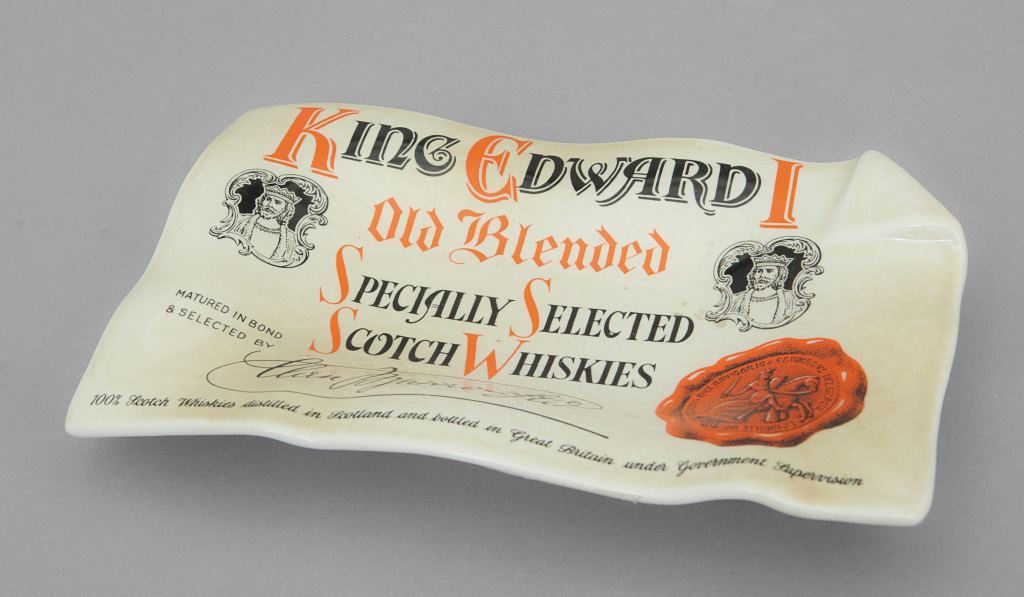 KING EDWARD I
Old Blended
SPECIALLY SELECTED
SCOTCH WHISKIES
MATURED IN BOND
& SELECTED BY
100% Scotch Whiskies distilled in Scotland and bottled in Great Britain under Government Supervision